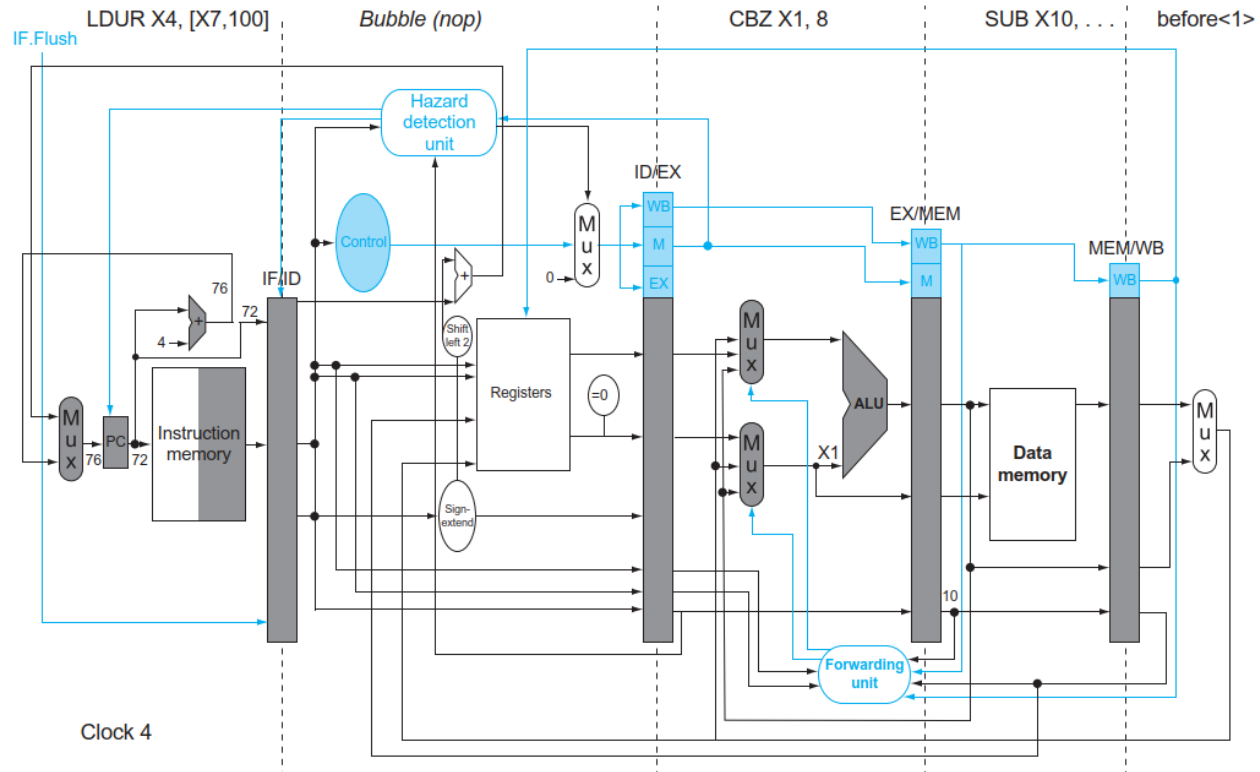 LDUR X4, [X7,100]
Bubble (nop)
CBZ X1, 8
SUB X10, . . .
before<1>
IF.Flush
Hazard
detection
unit
ID/EX
WB
M
EX
M
u
x
0
Control
EX/MEM
WB
M
MEM/WB
WB
IF/ID
+
76
72
+
4
Shift
left 2
Registers
=0
M
u
x
M
u
x
ALU
X1
M
u
x
PC
76
72
Instruction
memory
Data
memory
M
u
x
Sign-
extend
10
Forwarding
unit
Clock 4